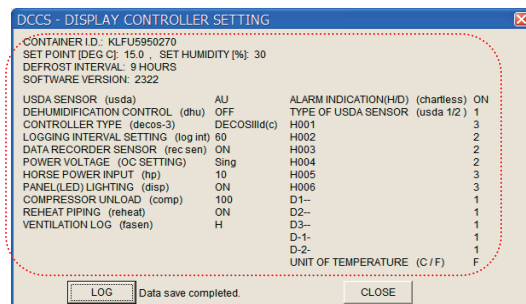 DCCS - DISPLAY CONTROLLER SETTING
CONTAINER I.D.: KLFU5950270
SET POINT [DEG C]: 15.0 , SET HUMIDITY [%]: 30
DEFROST INTERVAL: 9 HOURS
SOFTWARE VERSION: 2322
USDA SENSOR (usda) AU
DEHUMIDIFICATION CONTROL (dhu) OFF
CONTROLLER TYPE (decos-3) DECOSIIId(c)
LOGGING INTERVAL SETTING (log int) 60
DATA RECORDER SENSOR (rec sen) ON
POWER VOLTAGE (OC SETTING) Sing
HORSE POWER INPUT (hp) 10
PANEL(LED) LIGHTING (disp) ON
COMPRESSOR UNLOAD (comp) 100
REHEAT PIPING (reheat) ON
VENTILATION LOG (fasen) H
ALARM INDICATION(H/D) (chartless) ON
TYPE OF USDA SENSOR (usda 1/2 ) 1
H001 3
H002 2
H003 2
H004 2
H005 3
H006 3
D1-- 1
D2-- 1
D3-- 1
D-1- 1
D-2- 1
UNIT OF TEMPERATURE (C / F) F
LOG Data save completed. CLOSE